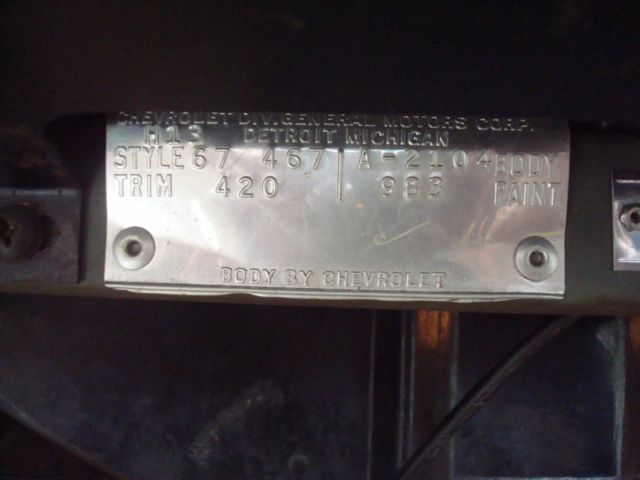 CHEVROLET DIV. GENERAL MOTORS CORP.
H13 DETROIT MICHIGAN
STYLE 67 467 A-2104 BODY
TRIM 420 983 PAINT
BODY BY CHEVROLET